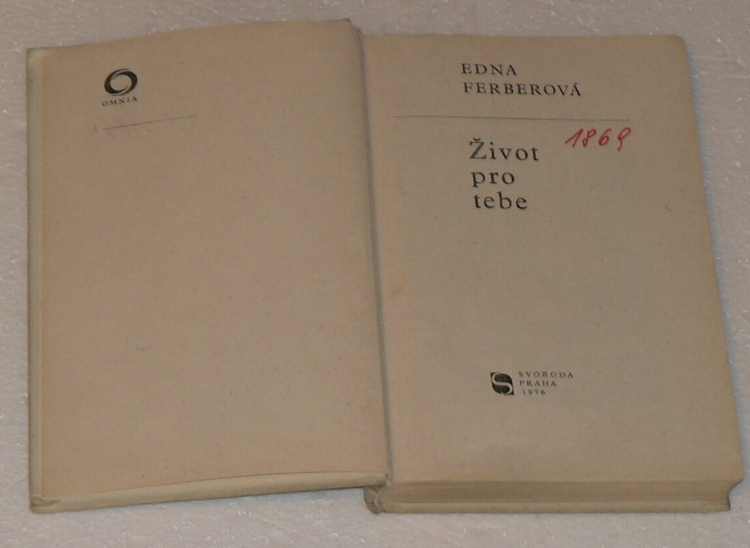 OMNIA
EDNA
FERBEROVÁ
1869
Život
pro
tebe
SVOBODA
PRAHA
1976